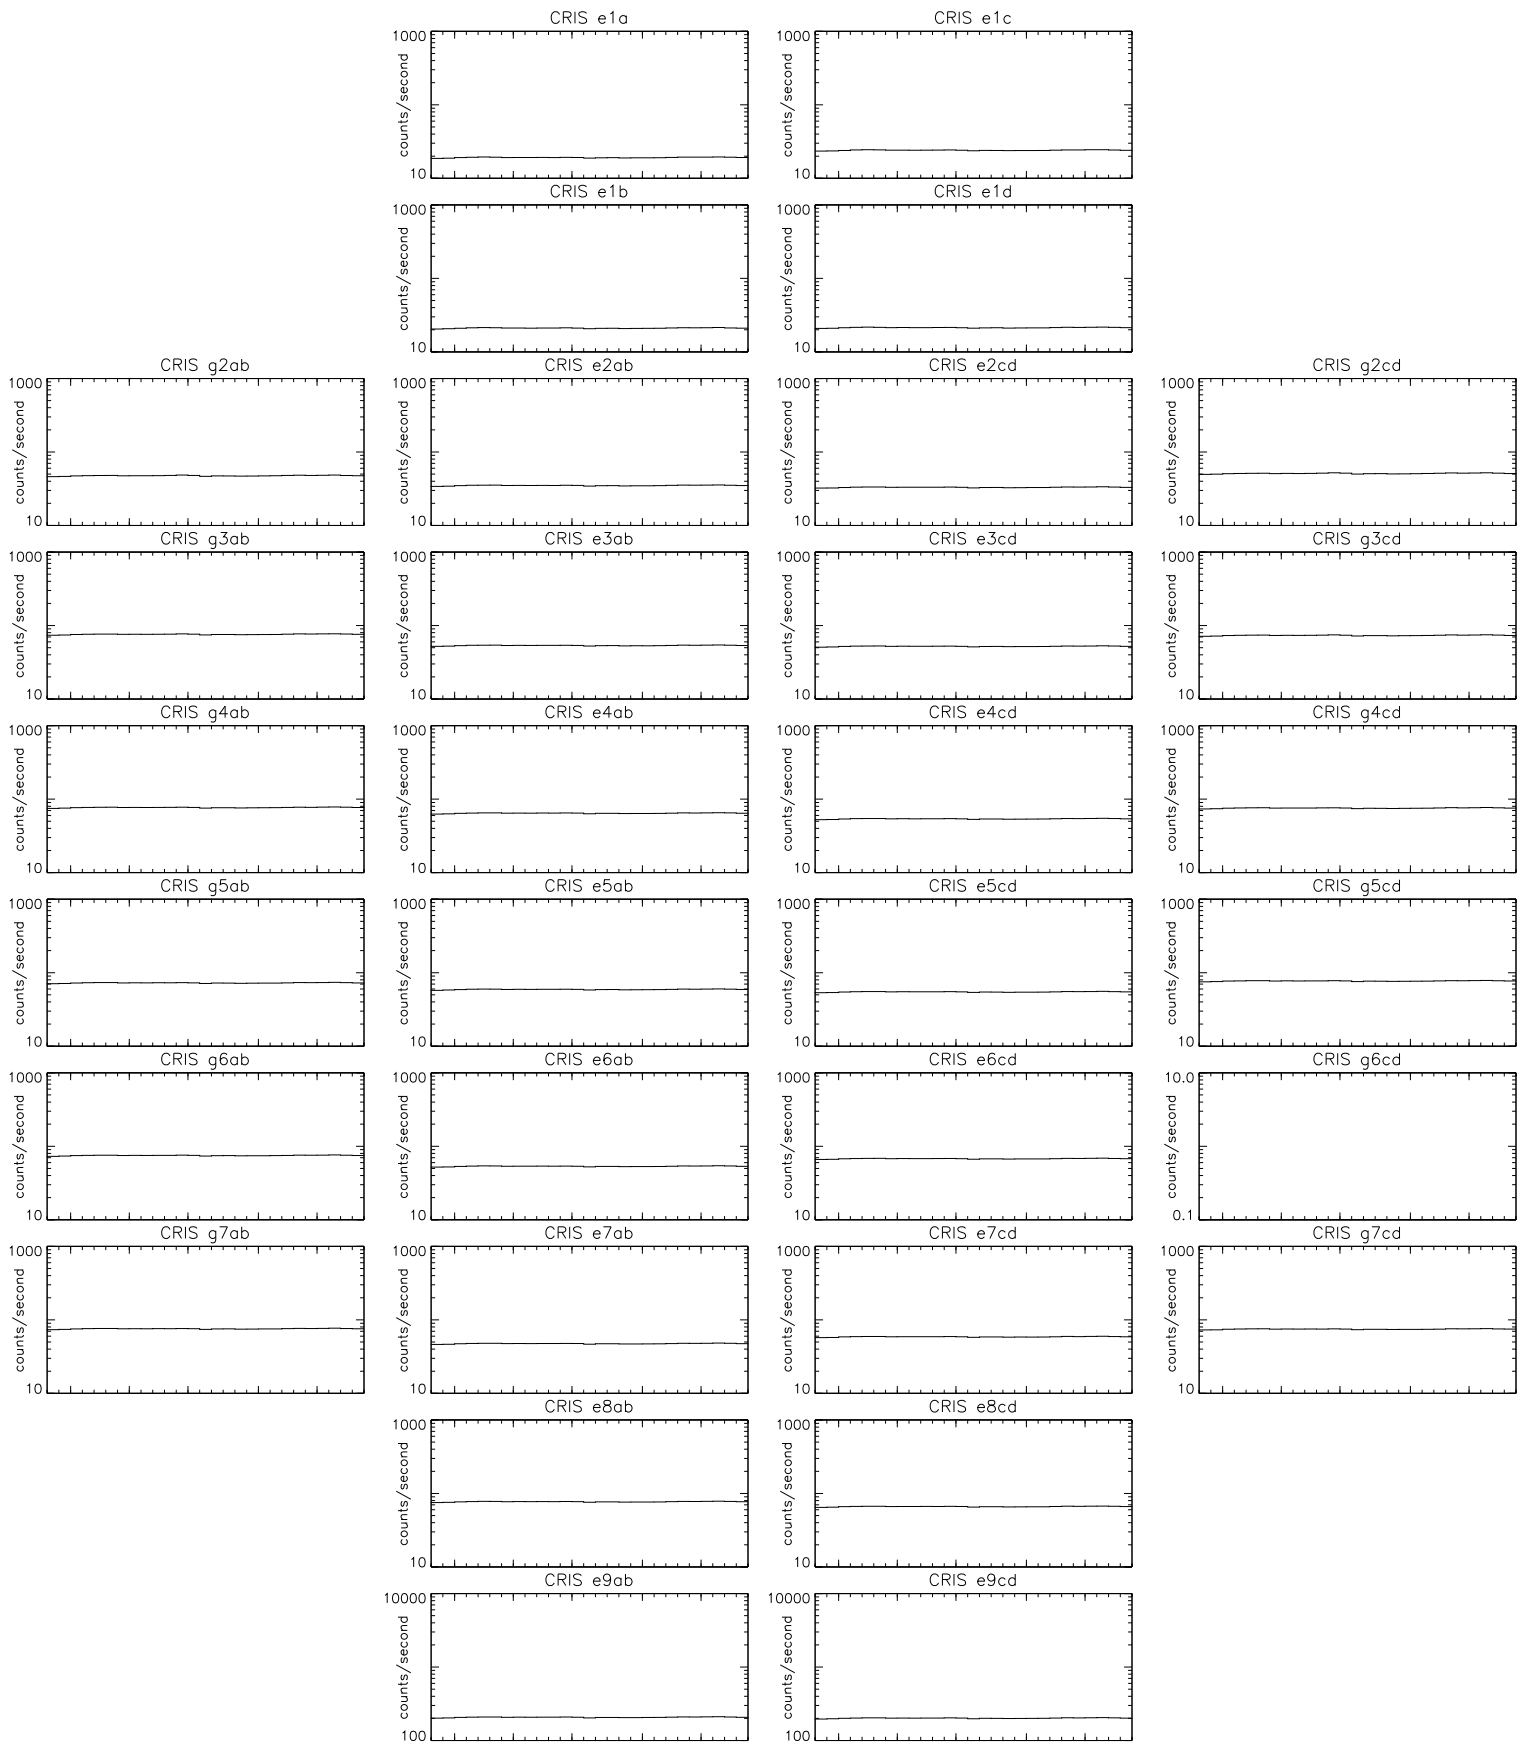 CRIS e1a
CRIS e1c
1000
counts/second
10
1000
counts/second
10
CRIS e1b
CRIS e1d
1000
counts/second
10
1000
counts/second
10
CRIS g2ab
CRIS e2ab
CRIS e2cd
CRIS g2cd
1000
counts/second
10
1000
counts/second
10
1000
counts/second
10
1000
counts/second
10
CRIS g3ab
CRIS e3ab
CRIS e3cd
CRIS g3cd
1000
counts/second
10
1000
counts/second
10
1000
counts/second
10
1000
counts/second
10
CRIS g4ab
CRIS e4ab
CRIS e4cd
CRIS g4cd
1000
counts/second
10
1000
counts/second
10
1000
counts/second
10
1000
counts/second
10
CRIS g5ab
CRIS e5ab
CRIS e5cd
CRIS g5cd
1000
counts/second
10
1000
counts/second
10
1000
counts/second
10
1000
counts/second
10
CRIS g6ab
CRIS e6ab
CRIS e6cd
CRIS g6cd
1000
counts/second
10
1000
counts/second
10
1000
counts/second
10
10.0
counts/second
0.1
CRIS g7ab
CRIS e7ab
CRIS e7cd
CRIS g7cd
1000
counts/second
10
1000
counts/second
10
1000
counts/second
10
1000
counts/second
10
CRIS e8ab
CRIS e8cd
1000
counts/second
10
1000
counts/second
10
CRIS e9ab
CRIS e9cd
10000
counts/second
100
10000
counts/second
100